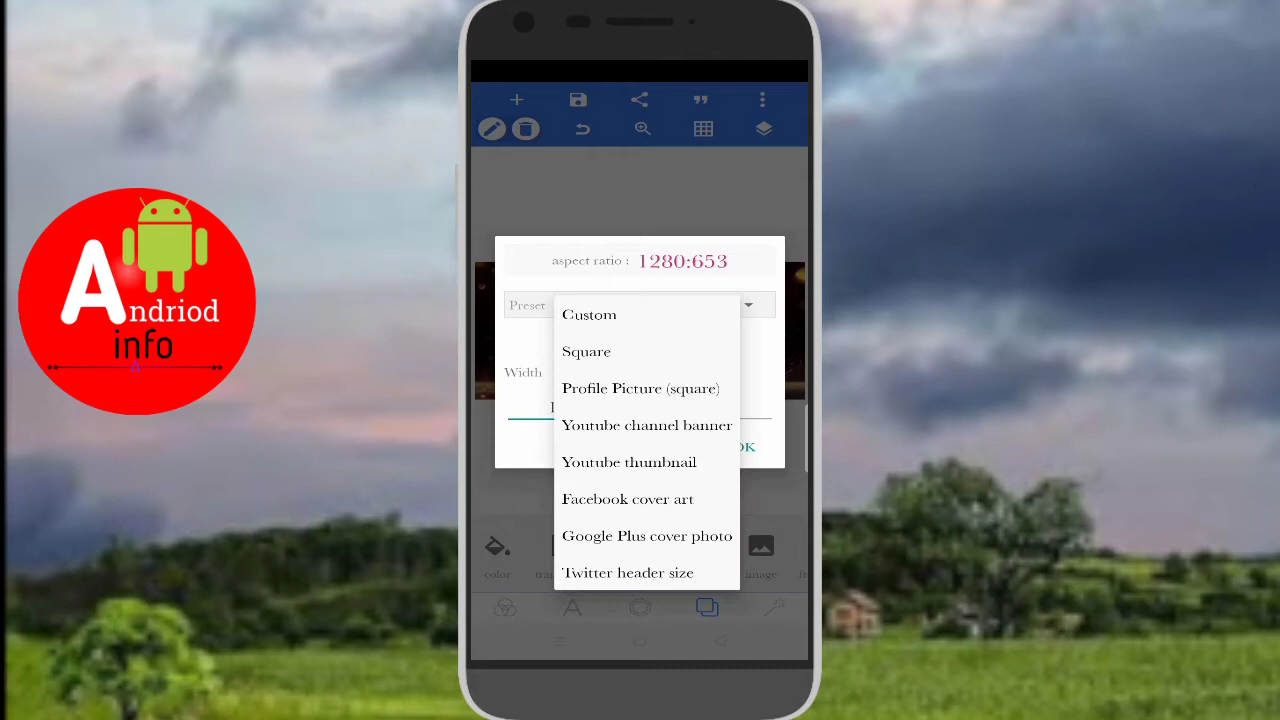 Andriod
info
aspect ratio : 1280:653
Preset
Custom
Square
Width
Profile Picture (square)
Youtube channel banner
OK
Youtube thumbnail
Facebook cover art
Google Plus cover photo
color
image
Twitter header size